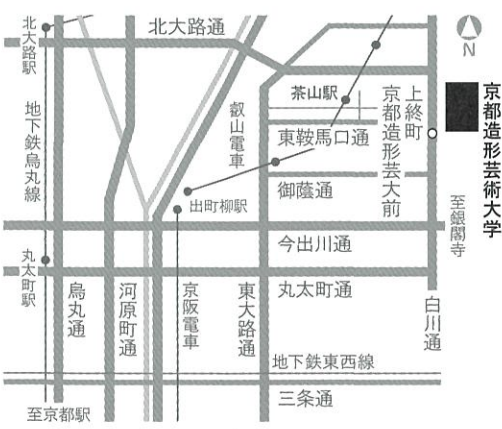 北大路駅
北大路通
N
地下鉄烏丸線
叡山電車
茶山駅
上終町
京都造形芸大前
京都造形芸術大学
東鞍馬口通
御蔭通
出町柳駅
至銀閣寺
今出川通
丸太町駅
烏丸通
河原町通
京阪電車
東大路通
丸太町通
白川通
地下鉄東西線
三条通
至京都駅